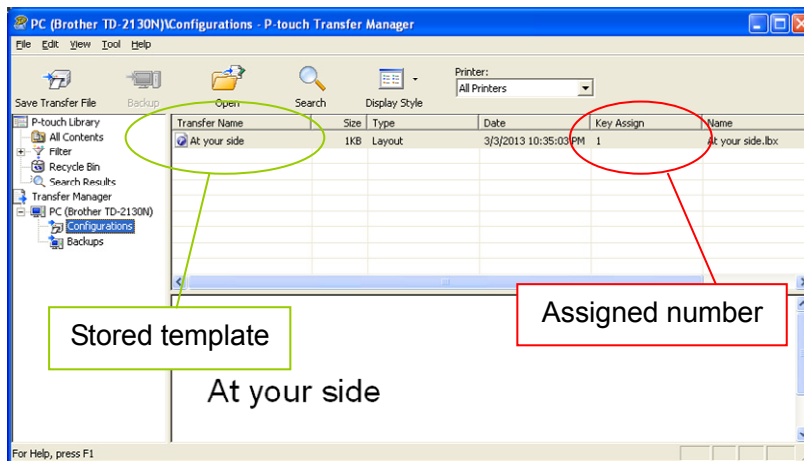 PC (Brother TD-2130N)\Configurations - P-touch Transfer Manager
File Edit View Tool Help
Printer:
All Printers
Save Transfer File Backup Open Search Display Style
P-touch Library
All Contents
Filter
Recycle Bin
Search Results
Transfer Manager
PC (Brother TD-2130N)
Configurations
Backups
Transfer Name Size Type Date Key Assign Name
At your side 1KB Layout 3/3/2013 10:35:03 PM 1 At your side.lbx
Stored template
Assigned number
At your side
For Help, press F1